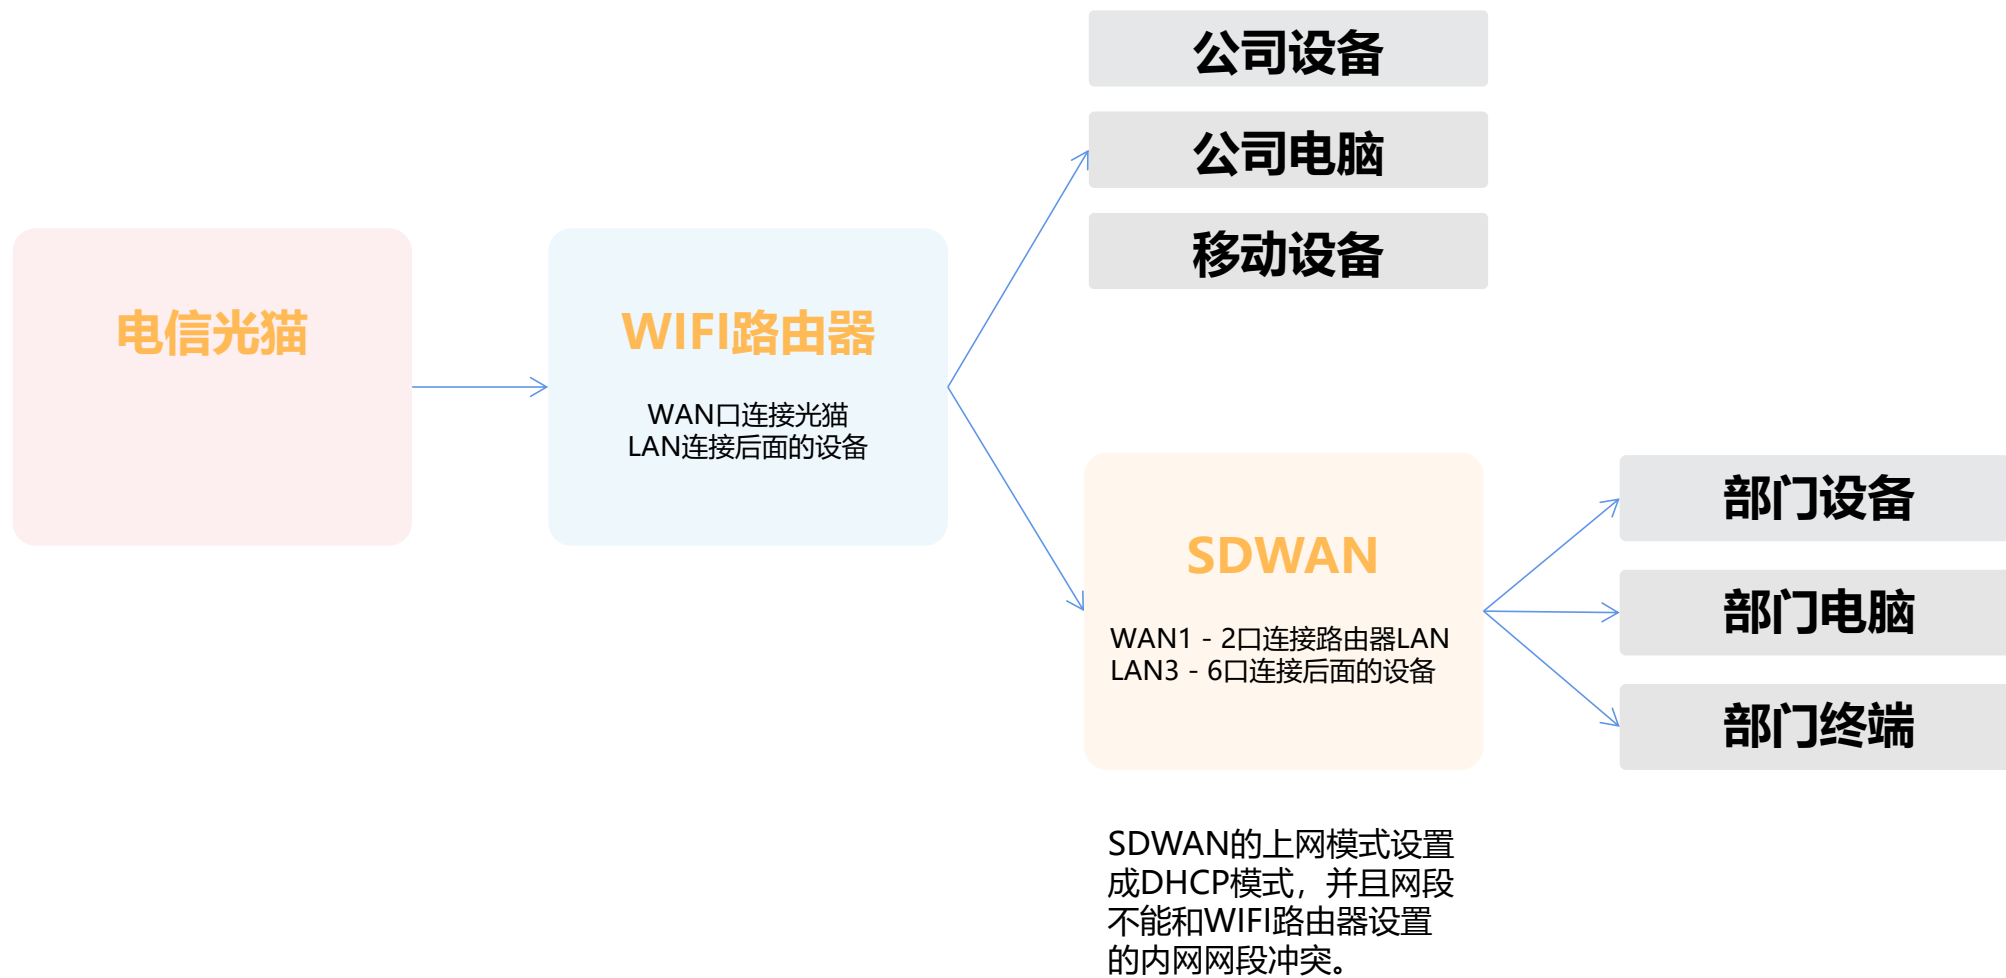 公司设备
公司电脑
移动设备
电信光猫
WIFI路由器
WAN口连接光猫
LAN连接后面的设备
SDWAN
WAN1 - 2口连接路由器LAN
LAN3 - 6口连接后面的设备
部门设备
部门电脑
部门终端
SDWAN的上网模式设置
成DHCP模式，并且网段
不能和WIFI路由器设置
的内网网段冲突。